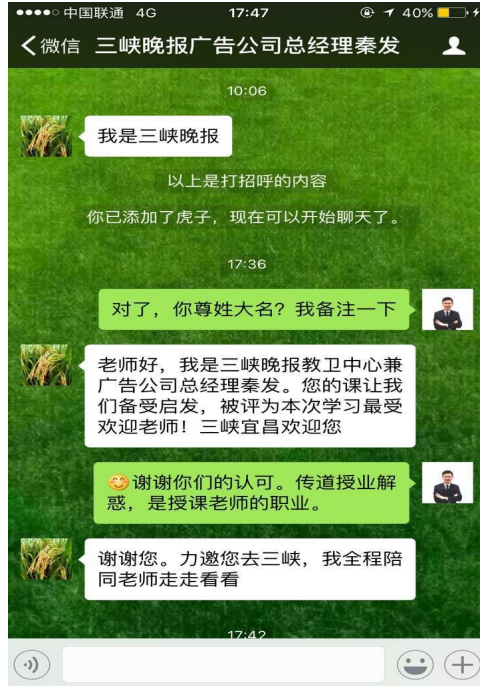 中国联通 4G 17:47 40%
微信 三峡晚报广告公司总经理秦发
10:06
我是三峡晚报
以上是打招呼的内容
你已添加了虎子，现在可以开始聊天了。
17:36
对了，你尊姓大名？我备注一下
老师好，我是三峡晚报教卫中心兼
广告公司总经理秦发。您的课让我
们备受启发，被评为本次学习最受
欢迎老师！三峡宜昌欢迎您
谢谢你们的认可。传道授业解
惑，是授课老师的职业。
谢谢您。力邀您去三峡，我全程陪
同老师走走看看
17:42